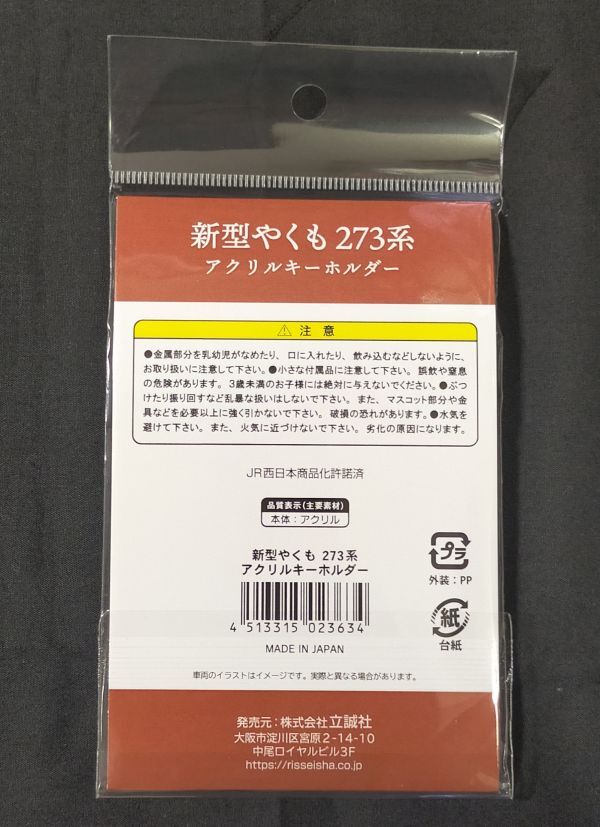 新型やくも 273系
アクリルキーホルダー
⚠ 注 意
●金属部分を乳幼児がなめたり、口に入れたり、飲み込むなどしないように、
お取り扱いに注意して下さい。●小さな付属品に注意して下さい。誤飲や窒息
の危険があります。3歳未満のお子様には絶対に与えないでください。●ぶつ
けたり振り回すなど乱暴な扱いはしないで下さい。また、マスコット部分や金
具などを必要以上に強く引かないで下さい。破損の恐れがあります。●水気を
避けて下さい。また、火気に近づけないで下さい。劣化の原因になります。
JR西日本商品化許諾済
品質表示(主要素材)
本体:アクリル
新型やくも 273系
アクリルキーホルダー
4 513315 023634
MADE IN JAPAN
プラ
外装:PP
紙
台紙
車両のイラストはイメージです。実際と異なる場合があります。
発売元:株式会社立誠社
大阪市淀川区宮原2-14-10
中尾ロイヤルビル3F
https://risseisha.co.jp